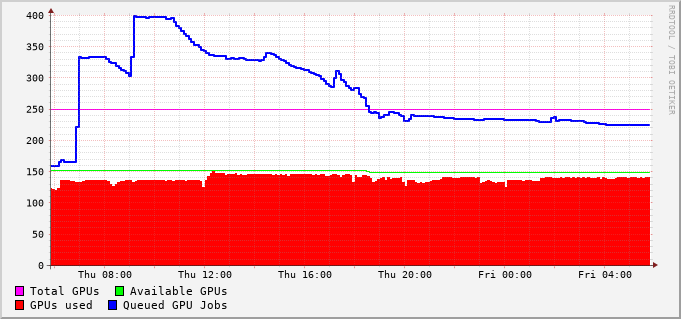 RRDTOOL / TOBI OETIKER
400
350
300
250
200
150
100
50
0
Thu 08:00 Thu 12:00 Thu 16:00 Thu 20:00 Fri 00:00 Fri 04:00
Total GPUs Available GPUs
GPUs used Queued GPU Jobs